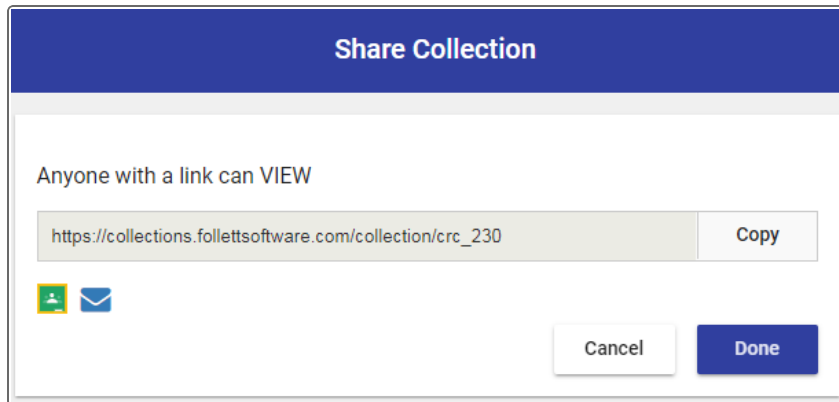 Share Collection
Anyone with a link can VIEW
https://collections.follettsoftware.com/collection/crc_230
Copy
Cancel
Done